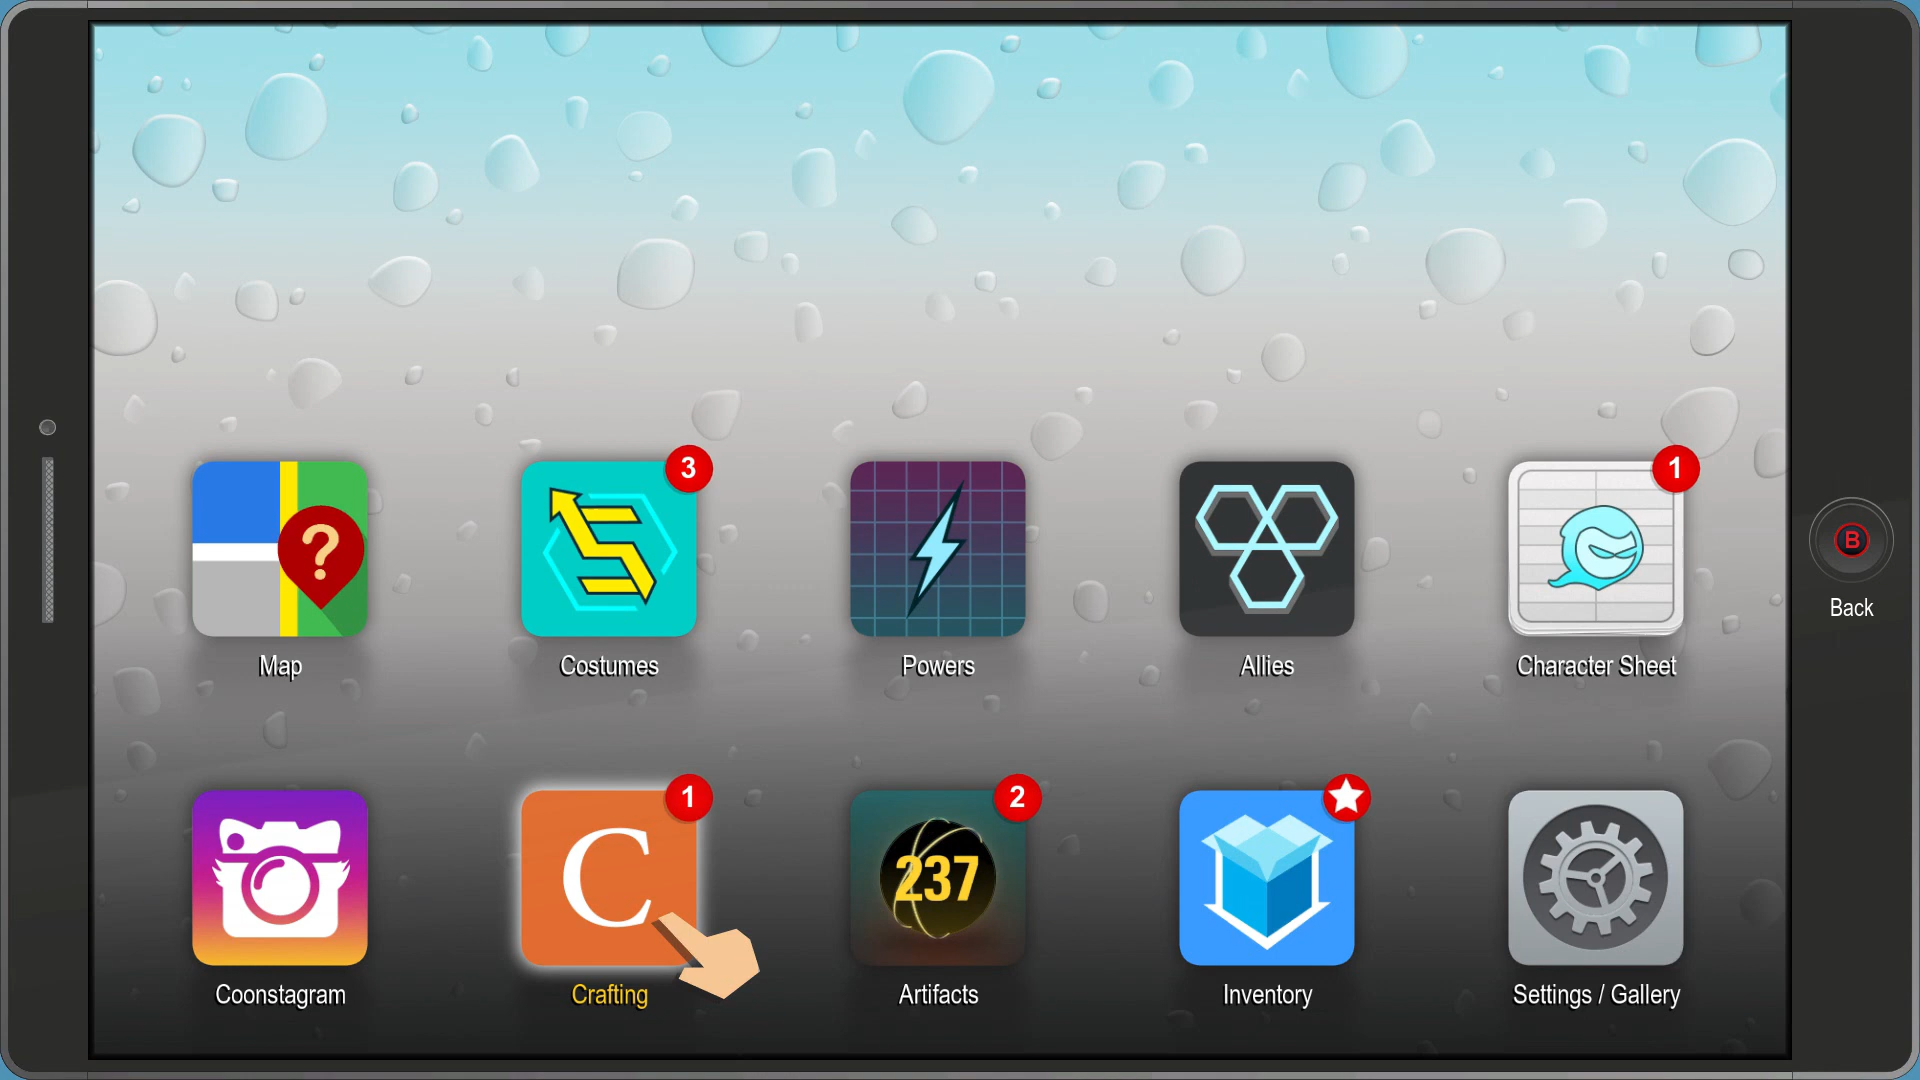 3
1
?
Map
Costumes
Powers
Allies
Character Sheet
B
Back
1
2
C
237
Coonstagram
Crafting
Artifacts
Inventory
Settings / Gallery